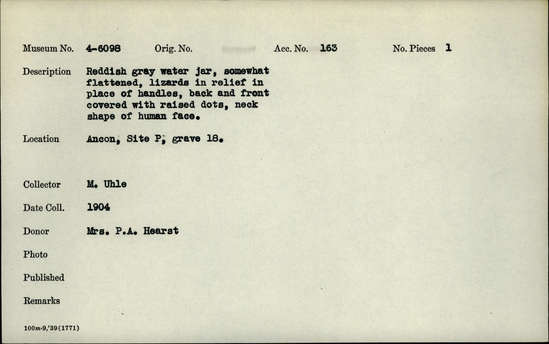 Museum No. 4-6098 Orig. No. Acc. No. 163 No. Pieces 1
Description Reddish gray water jar, somewhat
flattened, lizards in relief in
place of handles, back and front
covered with raised dots, neck
shape of human face.
Location Ancon, Site P, grave 18.
Collector M. Uhle
Date Coll. 1904
Donor Mrs. P.A. Hearst
Photo
Published
Remarks
100m-9,'39(1771)